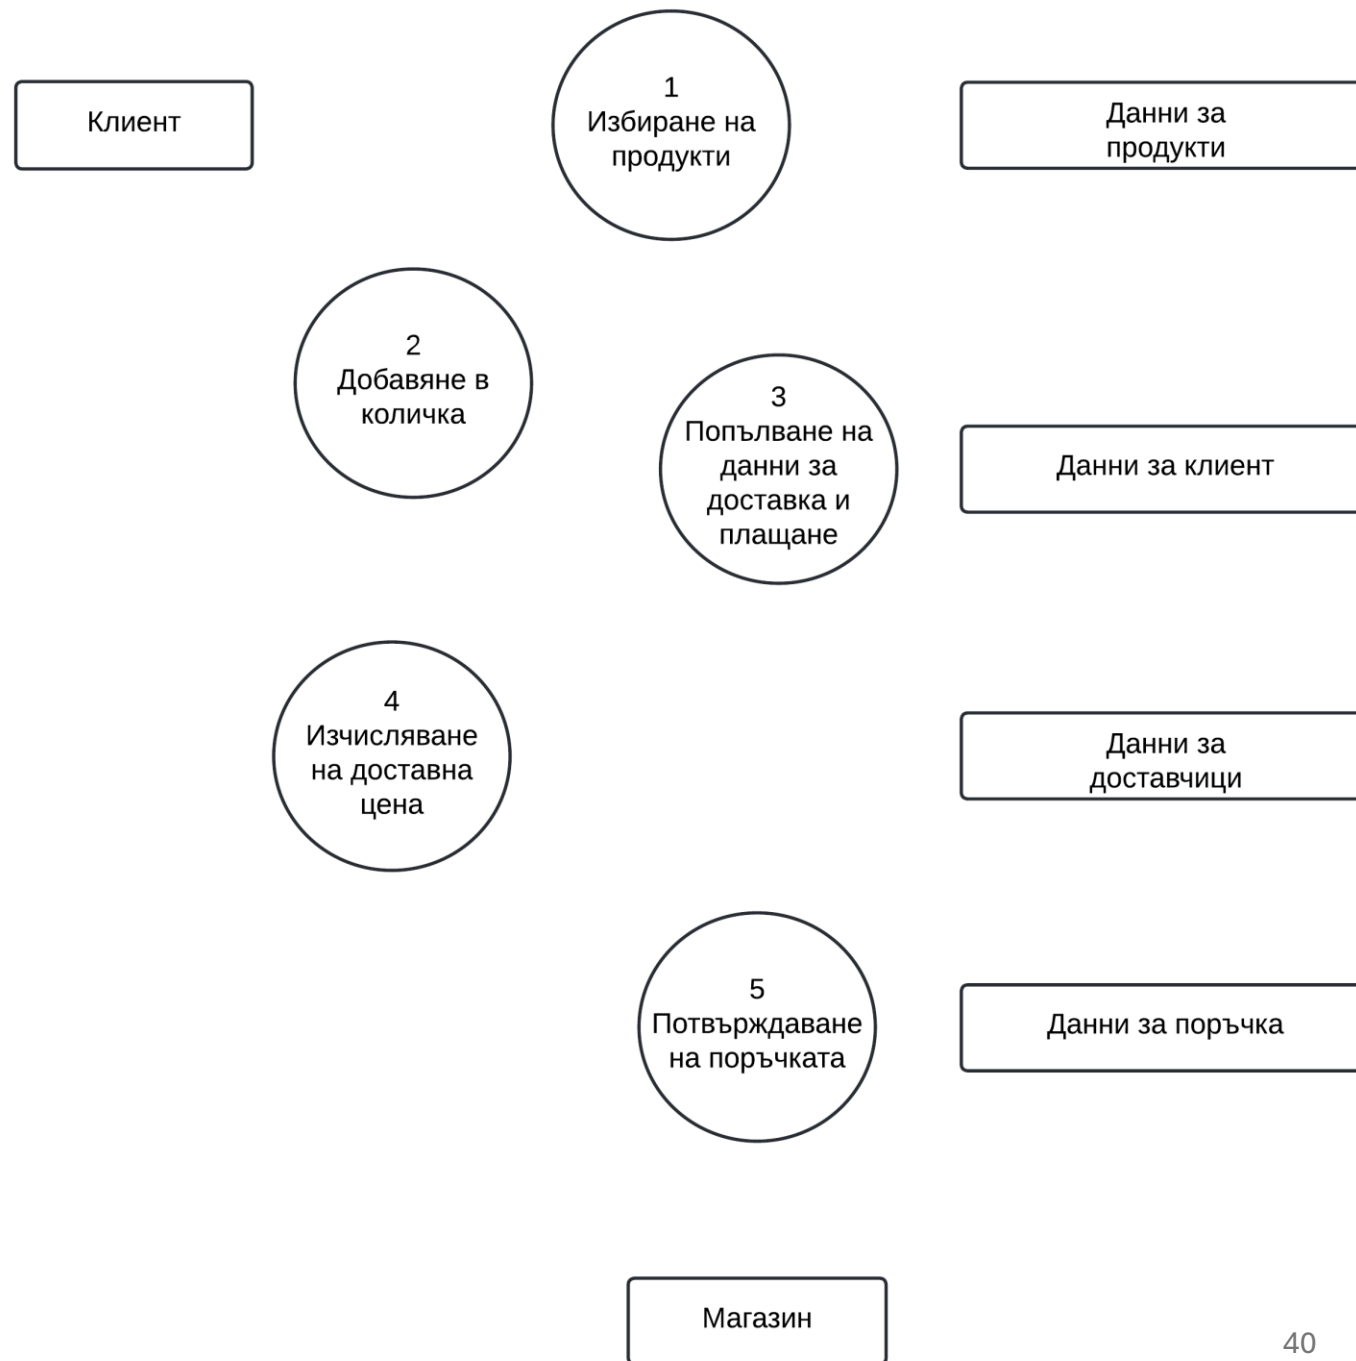 Клиент
1
Избиране на
продукти
Данни за
продукти
2
Добавяне в
количка
3
Попълване на
данни за
доставка и
плащане
Данни за клиент
4
Изчисляване
на доставна
цена
Данни за
доставчици
5
Потвърждаване
на поръчката
Данни за поръчка
Магазин
40